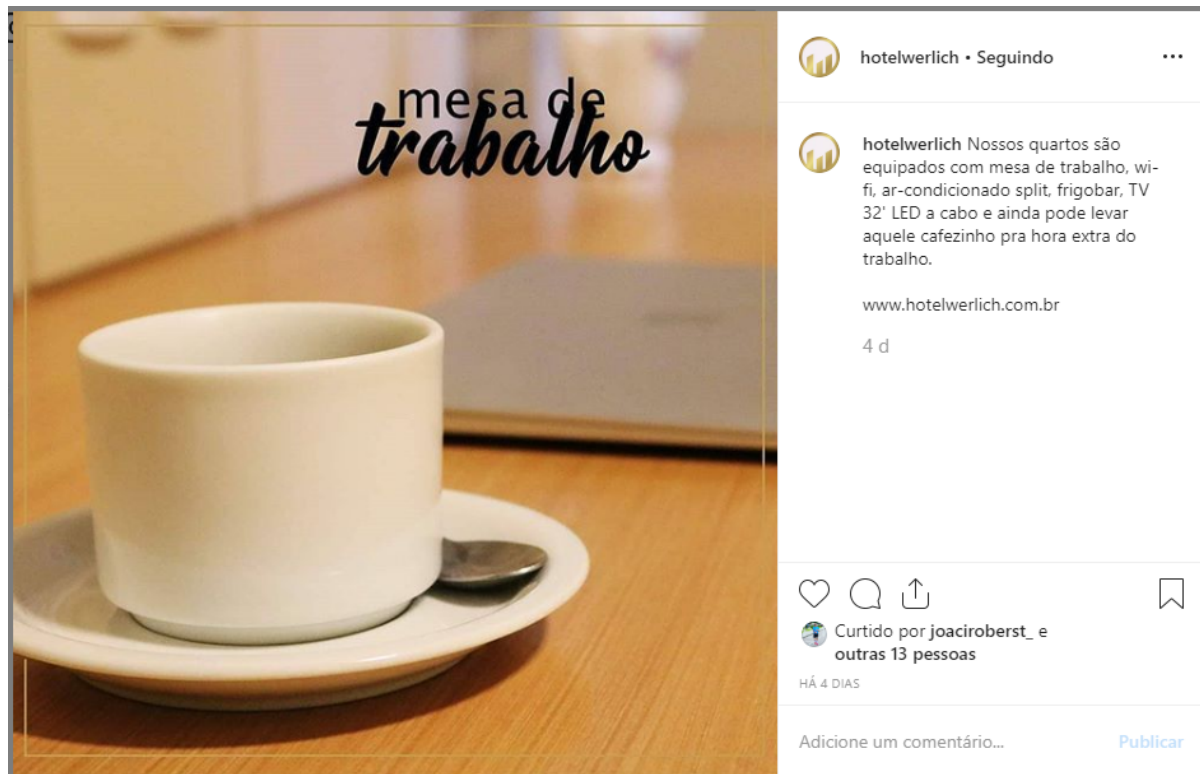 mesa de
trabalho
hotelwerlich • Seguindo
hotelwerlich Nossos quartos são
equipados com mesa de trabalho, wi-
fi, ar-condicionado split, frigobar, TV
32' LED a cabo e ainda pode levar
aquele cafezinho pra hora extra do
trabalho.
www.hotelwerlich.com.br
4 d
Curtido por joaciroberst_ e
outras 13 pessoas
HÁ 4 DIAS
Adicione um comentário... Publicar